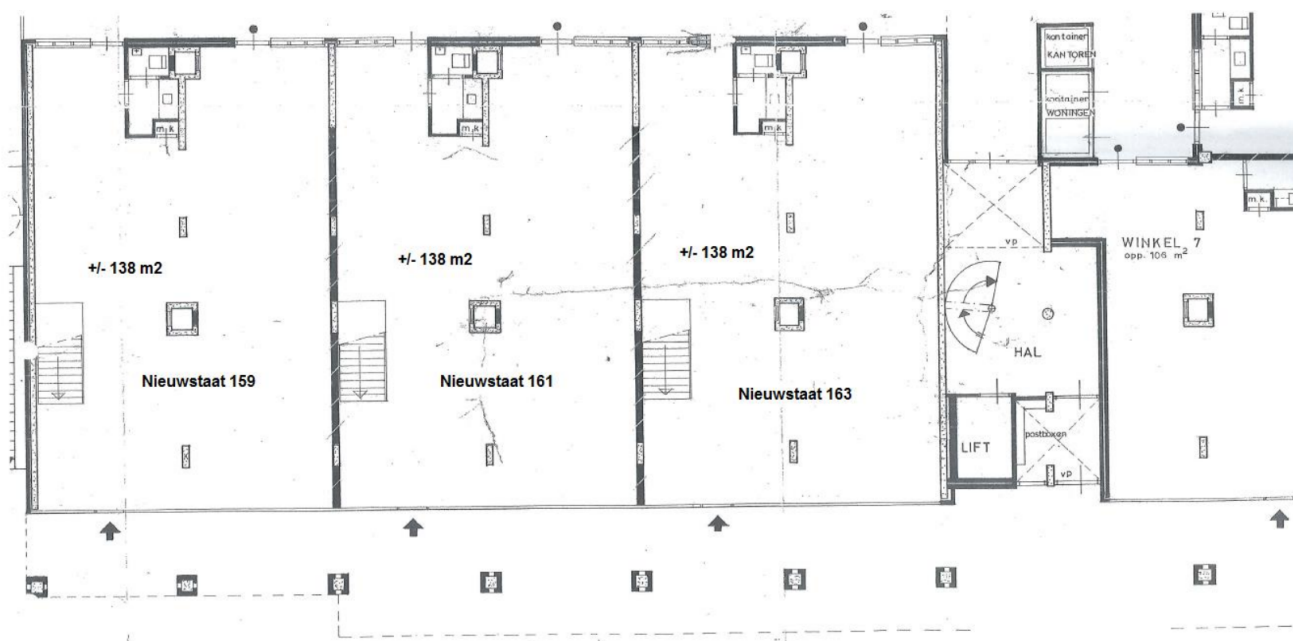 kontainer
KANTOREN
kontainer
WONINGEN
m.k.
m.k.
m.k.
m.k.
m.k.
+/- 138 m2
+/- 138 m2
+/- 138 m2
vp
WINKEL 7
opp. 106 m²
HAL
Nieuwstaat 159
Nieuwstaat 161
Nieuwstaat 163
LIFT
postboxen
vp